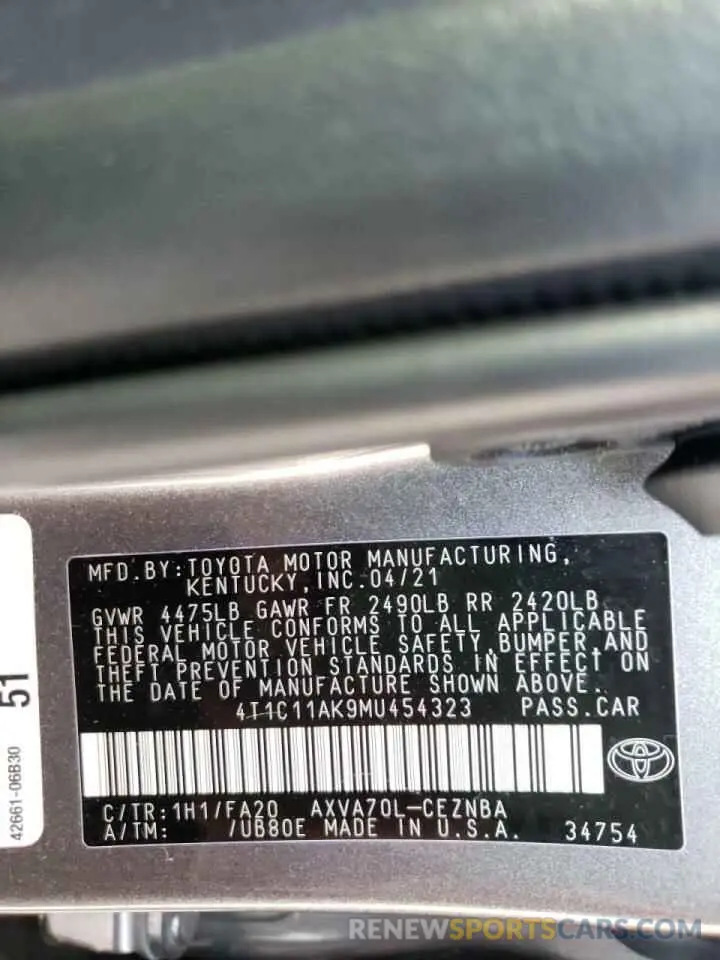 MFD.BY:TOYOTA MOTOR MANUFACTURING,
KENTUCKY,INC.04/21
GVWR 4475LB GAWR FR 2490LB RR 2420LB
THIS VEHICLE CONFORMS TO ALL APPLICABLE
FEDERAL MOTOR VEHICLE SAFETY,BUMPER,AND
THEFT PREVENTION STANDARDS IN EFFECT ON
THE DATE OF MANUFACTURE SHOWN ABOVE.
4T1C11AK9MU454323 PASS.CAR
C/TR:1H1/FA20 AXVA70L-CEZNBA
A/TM: /UB80E MADE IN U.S.A. 34754
51
42661-06B30
RENEWSPORTSCARS.COM